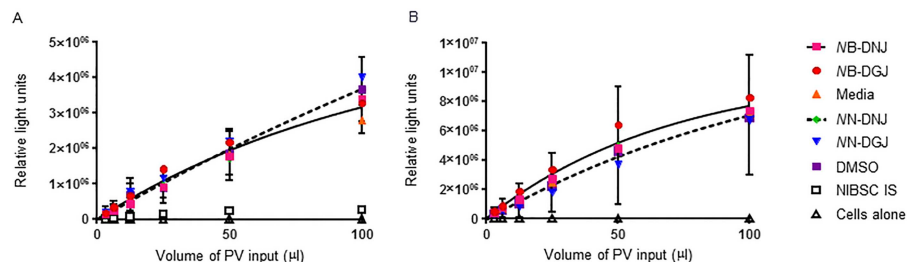 A
B
5×10⁰⁶
4×10⁰⁶
3×10⁰⁶
2×10⁰⁶
1×10⁰⁶
0
0
50
100
Relative light units
Volume of PV input (µl)
1×10⁰⁷
1×10⁰⁷
8×10⁰⁶
6×10⁰⁶
4×10⁰⁶
2×10⁰⁶
0
0
50
100
Relative light units
Volume of PV input (µl)
NB-DNJ
NB-DGJ
Media
NN-DNJ
NN-DGJ
DMSO
NIBSC IS
Cells alone